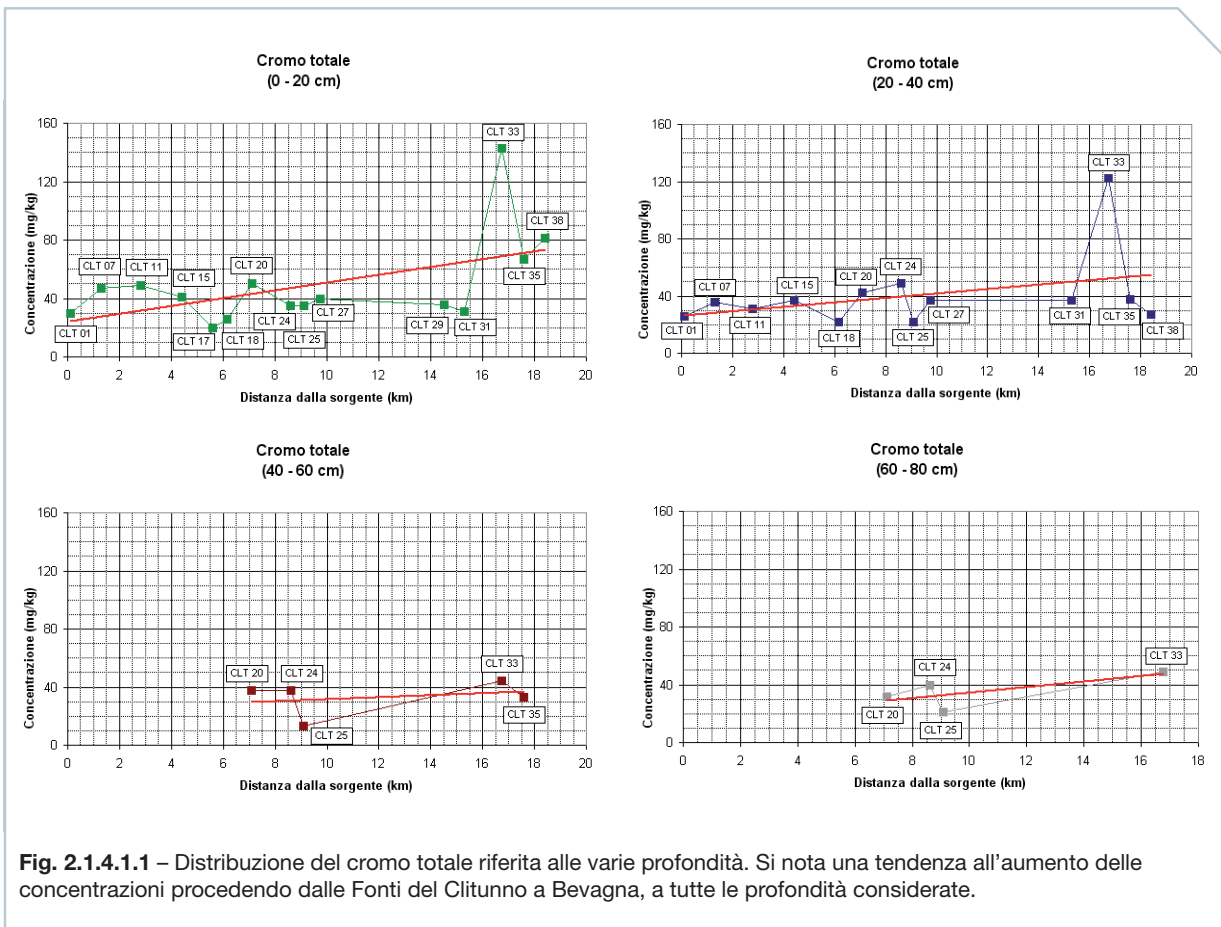 Cromo totale
(0 - 20 cm)
Concentrazione (mg/kg)
160
120
80
40
0
CLT 01
CLT 07
CLT 11
CLT 15
CLT 17
CLT 18
CLT 20
CLT 24
CLT 25
CLT 27
CLT 29
CLT 31
CLT 33
CLT 35
CLT 38
0 2 4 6 8 10 12 14 16 18 20
Distanza dalla sorgente (km)
Cromo totale
(20 - 40 cm)
Concentrazione (mg/kg)
160
120
80
40
0
CLT 01
CLT 07
CLT 11
CLT 15
CLT 18
CLT 20
CLT 24
CLT 25
CLT 27
CLT 31
CLT 33
CLT 35
CLT 38
0 2 4 6 8 10 12 14 16 18 20
Distanza dalla sorgente (km)
Cromo totale
(40 - 60 cm)
Concentrazione (mg/kg)
160
120
80
40
0
CLT 20
CLT 24
CLT 25
CLT 33
CLT 35
0 2 4 6 8 10 12 14 16 18 20
Distanza dalla sorgente (km)
Cromo totale
(60 - 80 cm)
Concentrazione (mg/kg)
160
120
80
40
0
CLT 20
CLT 24
CLT 25
CLT 33
0 2 4 6 8 10 12 14 16 18
Distanza dalla sorgente (km)
Fig. 2.1.4.1.1 – Distribuzione del cromo totale riferita alle varie profondità. Si nota una tendenza all'aumento delle
concentrazioni procedendo dalle Fonti del Clitunno a Bevagna, a tutte le profondità considerate.